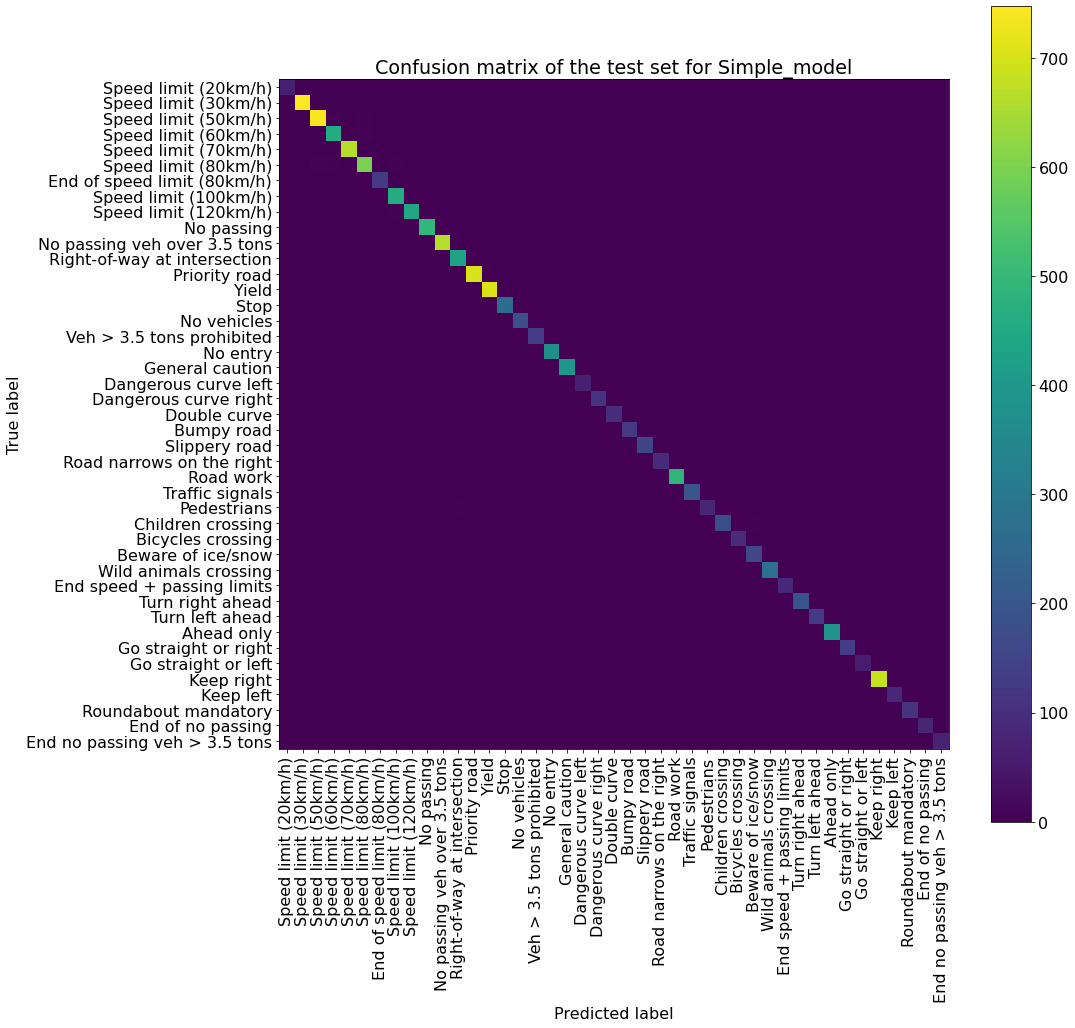 Confusion matrix of the test set for Simple_model
True label
Speed limit (20km/h)
Speed limit (30km/h)
Speed limit (50km/h)
Speed limit (60km/h)
Speed limit (70km/h)
Speed limit (80km/h)
End of speed limit (80km/h)
Speed limit (100km/h)
Speed limit (120km/h)
No passing
No passing veh over 3.5 tons
Right-of-way at intersection
Priority road
Yield
Stop
No vehicles
Veh > 3.5 tons prohibited
No entry
General caution
Dangerous curve left
Dangerous curve right
Double curve
Bumpy road
Slippery road
Road narrows on the right
Road work
Traffic signals
Pedestrians
Children crossing
Bicycles crossing
Beware of ice/snow
Wild animals crossing
End speed + passing limits
Turn right ahead
Turn left ahead
Ahead only
Go straight or right
Go straight or left
Keep right
Keep left
Roundabout mandatory
End of no passing
End no passing veh > 3.5 tons
Speed limit (20km/h)
Speed limit (30km/h)
Speed limit (50km/h)
Speed limit (60km/h)
Speed limit (70km/h)
Speed limit (80km/h)
End of speed limit (80km/h)
Speed limit (100km/h)
Speed limit (120km/h)
No passing
No passing veh over 3.5 tons
Right-of-way at intersection
Priority road
Yield
Stop
No vehicles
Veh > 3.5 tons prohibited
No entry
General caution
Dangerous curve left
Dangerous curve right
Double curve
Bumpy road
Slippery road
Road narrows on the right
Road work
Traffic signals
Pedestrians
Children crossing
Bicycles crossing
Beware of ice/snow
Wild animals crossing
End speed + passing limits
Turn right ahead
Turn left ahead
Ahead only
Go straight or right
Go straight or left
Keep right
Keep left
Roundabout mandatory
End of no passing
End no passing veh > 3.5 tons
Predicted label
700
600
500
400
300
200
100
0